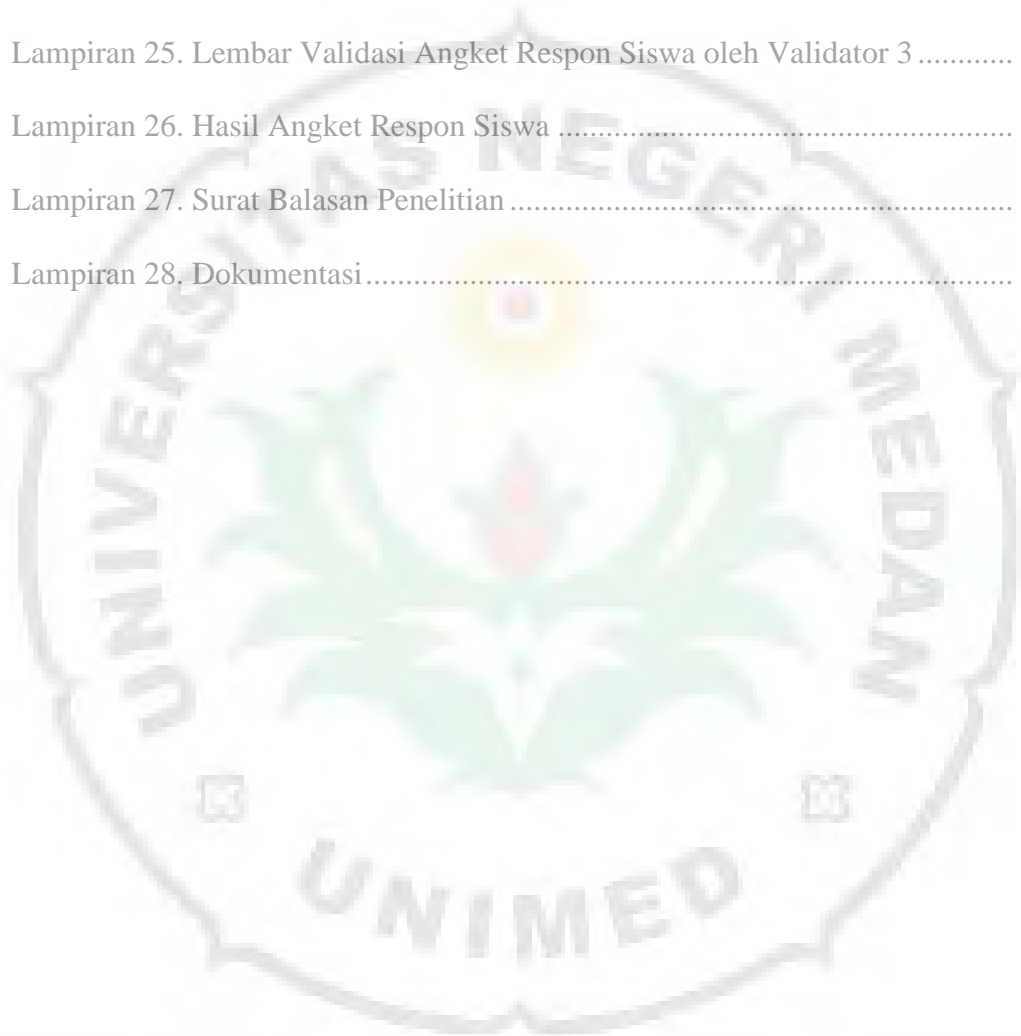 Lampiran 25. Lembar Validasi Angket Respon Siswa oleh Validator 3 ............
Lampiran 26. Hasil Angket Respon Siswa .........................................................
Lampiran 27. Surat Balasan Penelitian ...............................................................
Lampiran 28. Dokumentasi.................................................................................
UNIVERSITAS NEGERI MEDAN
UNIMED